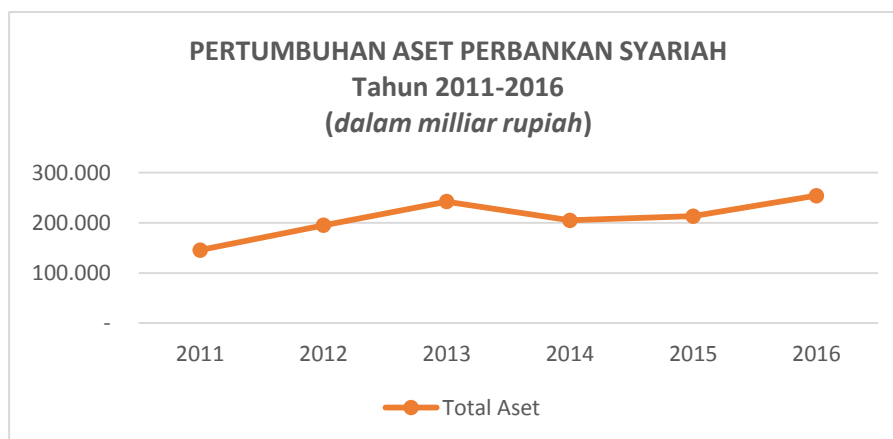 PERTUMBUHAN ASET PERBANKAN SYARIAH
Tahun 2011-2016
(dalam milliar rupiah)
300.000
200.000
100.000
-
2011 2012 2013 2014 2015 2016
Total Aset